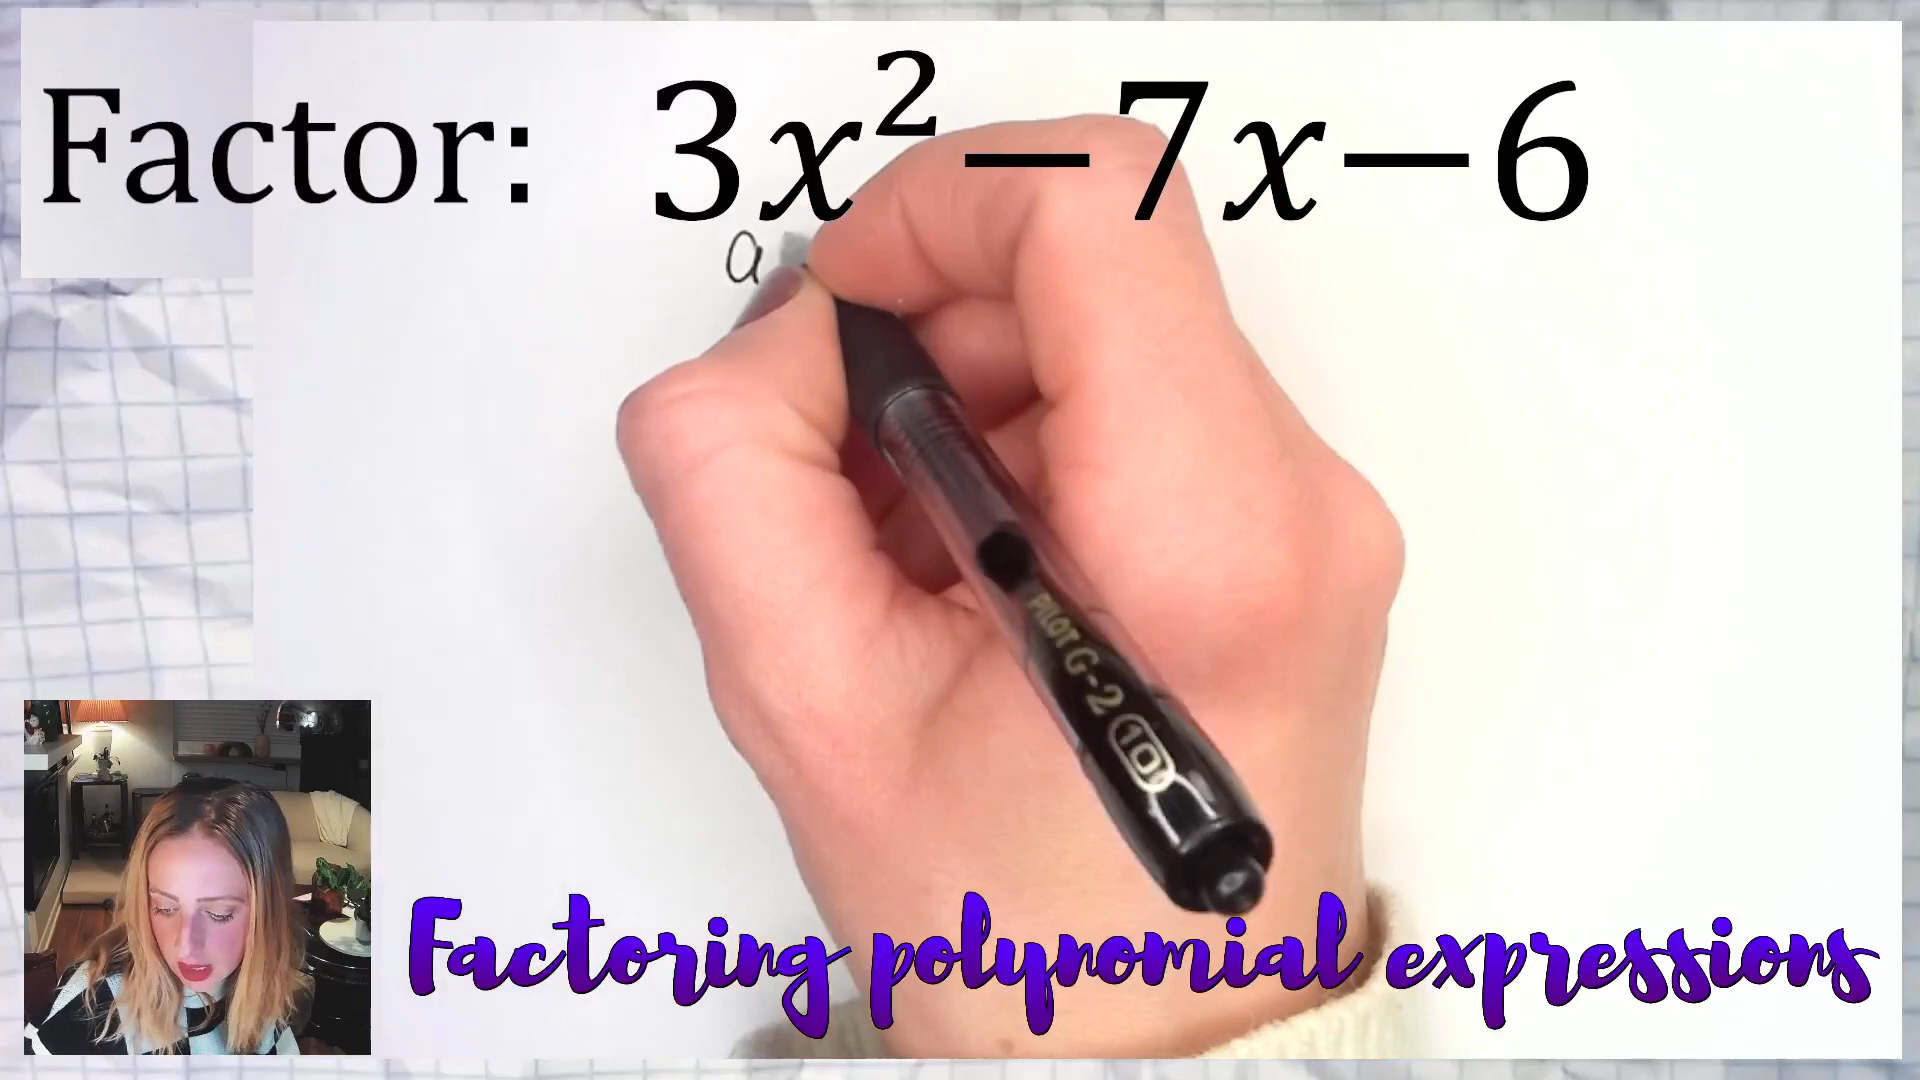 Factor: 3x² − 7x − 6
a
PILOT G-2 10
Factoring polynomial expressions